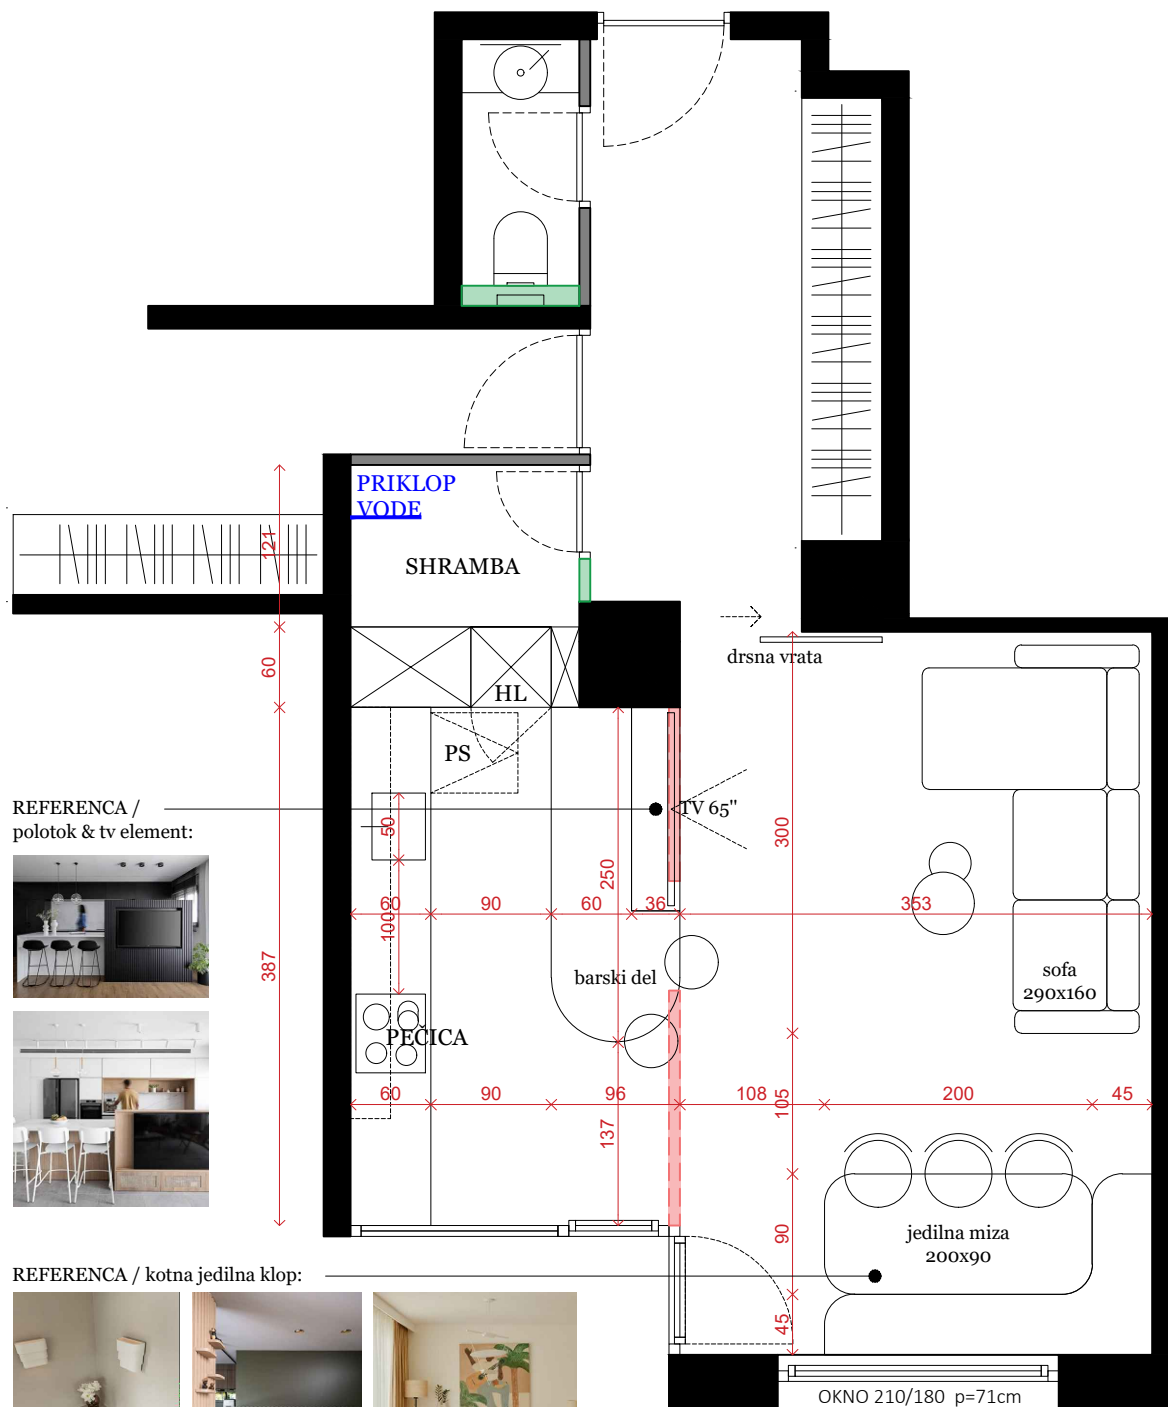 PRIKLOP
VODE
121
SHRAMBA
60
HL
drsna vrata
PS
REFERENCA /
polotok & tv element:
TV 65"
50
300
250
60
90
60
36
353
100
387
barski del
sofa
290x160
PEČICA
60
90
96
108
105
200
45
137
90
jedilna miza
200x90
REFERENCA / kotna jedilna klop:
45
OKNO 210/180 p=71cm